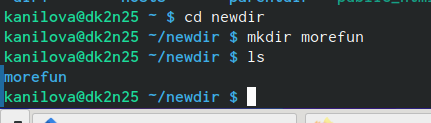 kanilova@dk2n25 ~ $ cd newdir
kanilova@dk2n25 ~/newdir $ mkdir morefun
kanilova@dk2n25 ~/newdir $ ls
morefun
kanilova@dk2n25 ~/newdir $